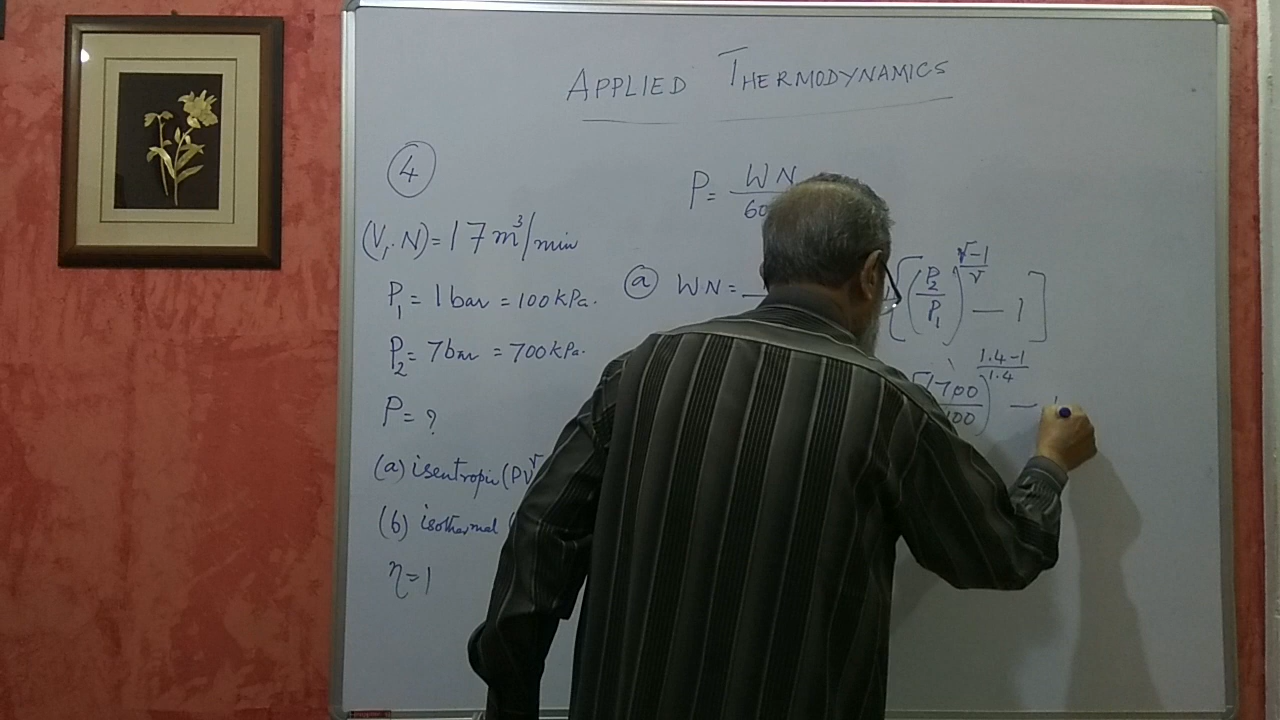 APPLIED THERMODYNAMICS
④
(V₁·N) = 17 m³/min
P₁ = 1 bar = 100 kPa.
P₂ = 7 bar = 700 kPa.
P = ?
(a) isentropic (PV^γ
(b) isothermal (
η = 1
P = WN / 60
ⓐ WN = [(P₂/P₁)^(γ-1/γ) — 1]
[(700/100)^(1.4-1/1.4) —